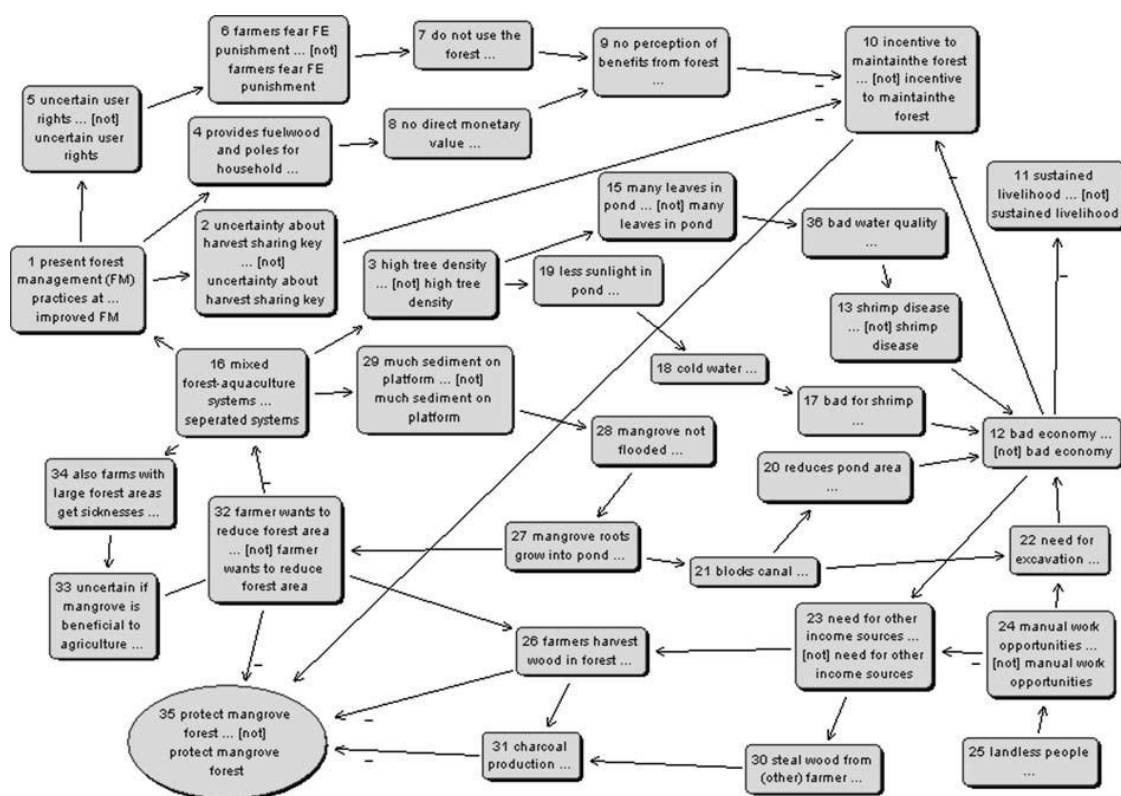 6 farmers fear FE
punishment ... [not]
farmers fear FE
punishment
7 do not use the
forest ...
9 no perception of
benefits from forest
...
10 incentive to
maintainthe forest
... [not] incentive
to maintainthe
forest
5 uncertain user
rights ... [not]
uncertain user
rights
4 provides fuelwood
and poles for
household ...
8 no direct monetary
value ...
11 sustained
livelihood ... [not]
sustained livelihood
15 many leaves in
pond ... [not] many
leaves in pond
36 bad water quality
...
2 uncertainty about
harvest sharing key
... [not]
uncertainty about
harvest sharing key
1 present forest
management (FM)
practices at ...
improved FM
3 high tree density
... [not] high tree
density
19 less sunlight in
pond ...
13 shrimp disease
... [not] shrimp
disease
16 mixed
forest-aquaculture
systems ...
seperated systems
29 much sediment on
platform ... [not]
much sediment on
platform
18 cold water ...
17 bad for shrimp
...
12 bad economy ...
[not] bad economy
28 mangrove not
flooded ...
20 reduces pond area
...
34 also farms with
large forest areas
get sicknesses ...
32 farmer wants to
reduce forest area
... [not] farmer
wants to reduce
forest area
27 mangrove roots
grow into pond ...
21 blocks canal ...
22 need for
excavation ...
33 uncertain if
mangrove is
beneficial to
agriculture ...
26 farmers harvest
wood in forest ...
23 need for other
income sources ...
[not] need for other
income sources
24 manual work
opportunities ...
[not] manual work
opportunities
35 protect mangrove
forest ... [not]
protect mangrove
forest
31 charcoal
production ...
30 steal wood from
(other) farmer ...
25 landless people
...